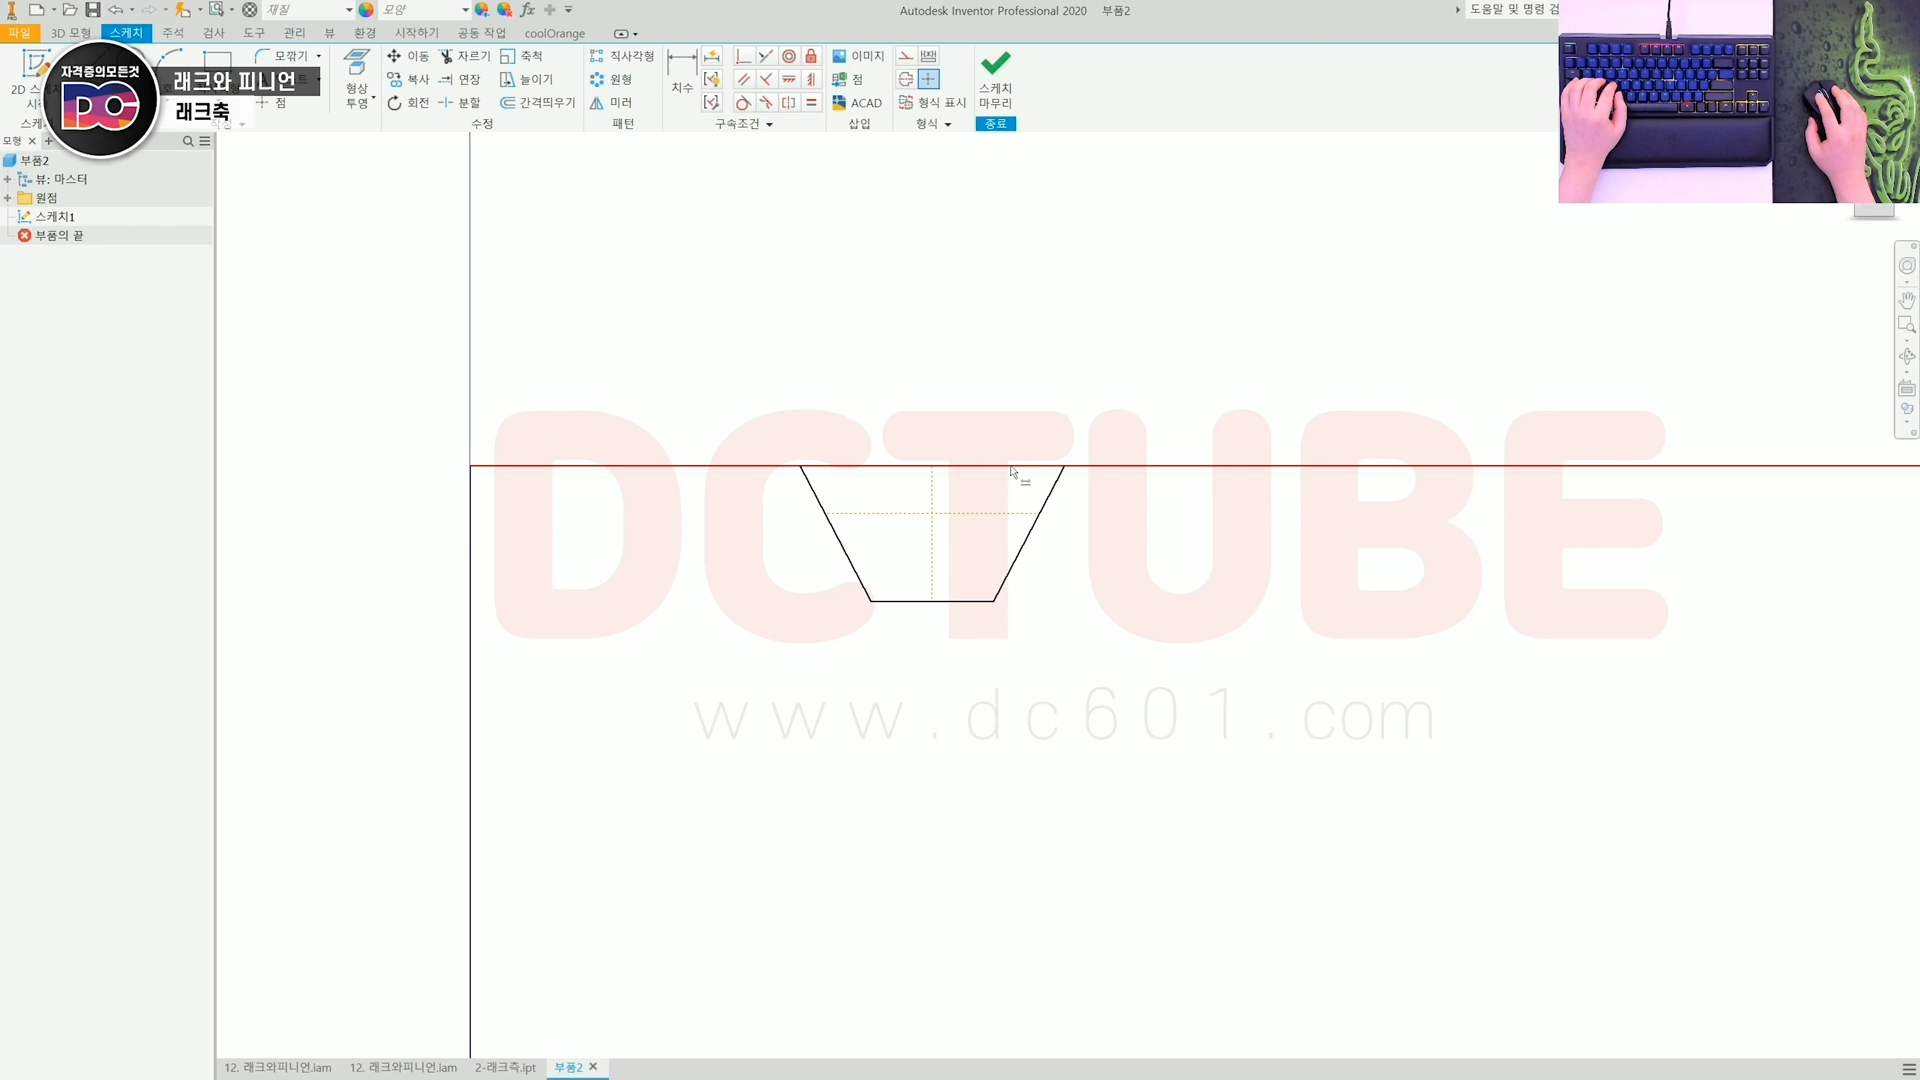 재질
모양
fx
Autodesk Inventor Professional 2020 부품2
도움말 및 명령 검
파일 3D 모형 스케치 주석 검사 도구 관리 뷰 환경 시작하기 공동 작업 coolOrange
자격증의모든것
DC
래크와 피니언
래크축
모깎기
점
형상
투영
이동 자르기 축척
복사 연장 늘이기
회전 분할 간격띄우기
수정
직사각형
원형
미러
패턴
치수
구속조건
이미지
점
ACAD
삽입
형식 표시
형식
스케치
마무리
종료
모형
부품2
뷰: 마스터
원점
스케치1
부품의 끝
DCTUBE
www.dc601.com
12. 래크와피니언.iam 12. 래크와피니언.iam 2-래크축.ipt 부품2